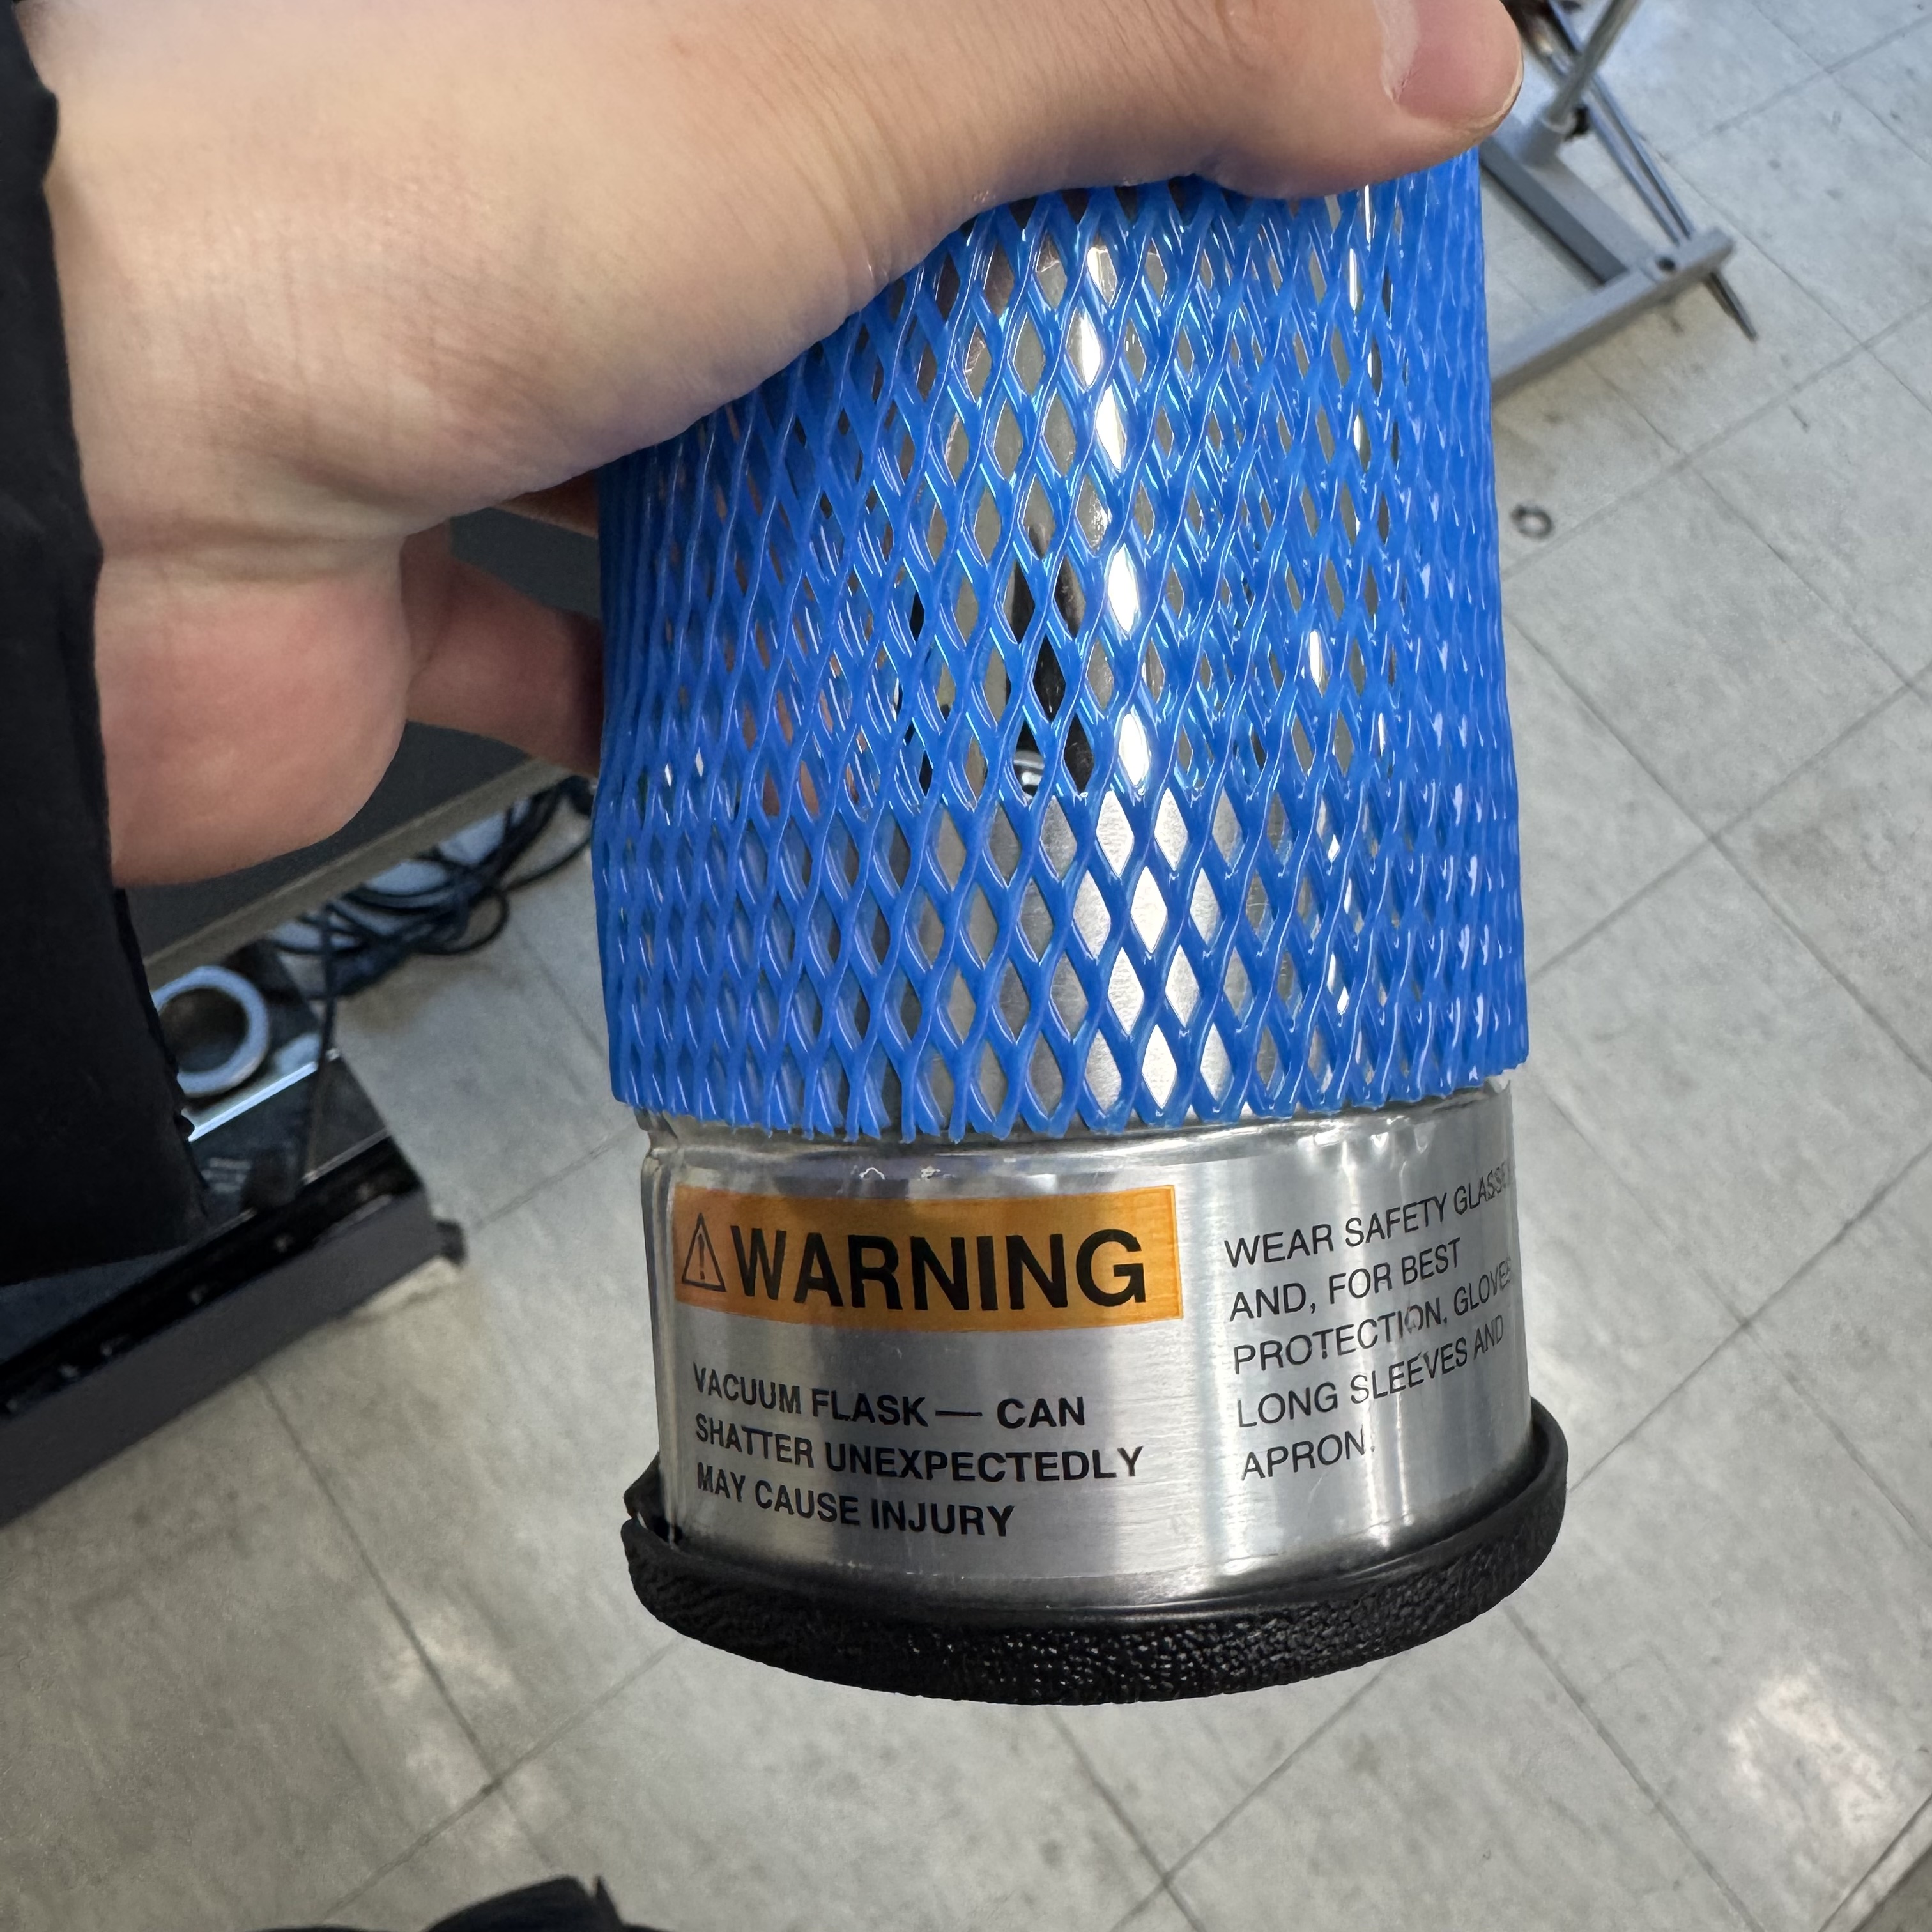 WARNING
VACUUM FLASK — CAN
SHATTER UNEXPECTEDLY
MAY CAUSE INJURY
WEAR SAFETY
AND, FOR BEST
PROTECTION, GLOVES
LONG SLEEVES AND
APRON.